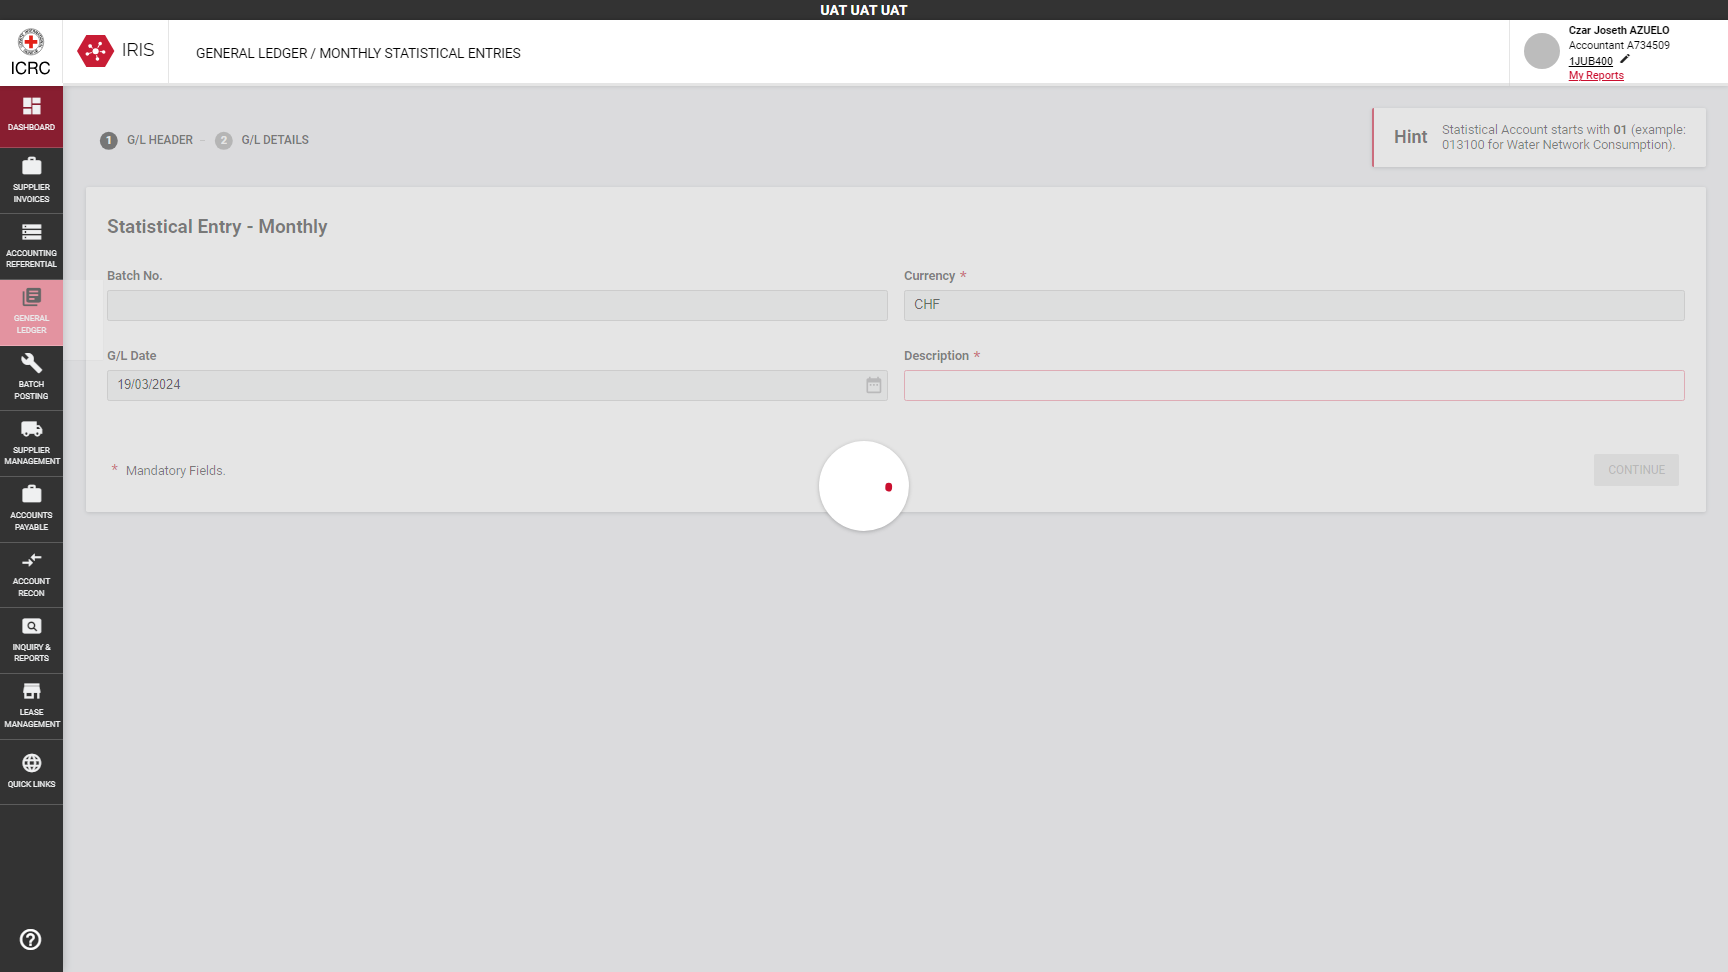 UAT UAT UAT
ICRC
IRIS
GENERAL LEDGER / MONTHLY STATISTICAL ENTRIES
Czar Joseth AZUELO
Accountant A734509
1JUB400
My Reports
DASHBOARD
SUPPLIER
INVOICES
ACCOUNTING
REFERENTIAL
GENERAL
LEDGER
BATCH
POSTING
SUPPLIER
MANAGEMENT
ACCOUNTS
PAYABLE
ACCOUNT
RECON
INQUIRY &
REPORTS
LEASE
MANAGEMENT
QUICK LINKS
1 G/L HEADER - 2 G/L DETAILS
Hint
Statistical Account starts with 01 (example:
013100 for Water Network Consumption).
Statistical Entry - Monthly
Batch No.
Currency *
CHF
G/L Date
19/03/2024
Description *
* Mandatory Fields.
CONTINUE